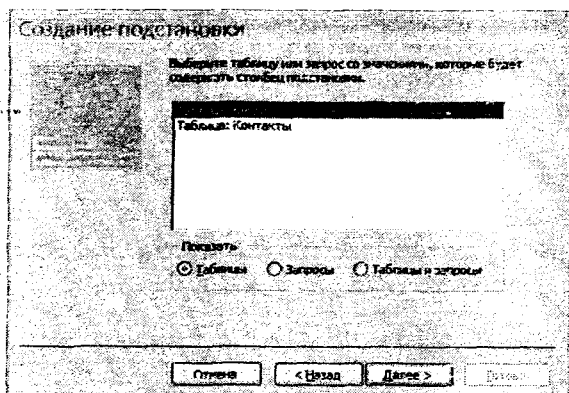 Создание подстановки
Выберите таблицу или запрос со значениями, которые будет
содержать столбец подстановки.
Таблица: Контакты
Показать
Таблицы Запросы Таблицы и запросы
Отмена < Назад Далее > Готово